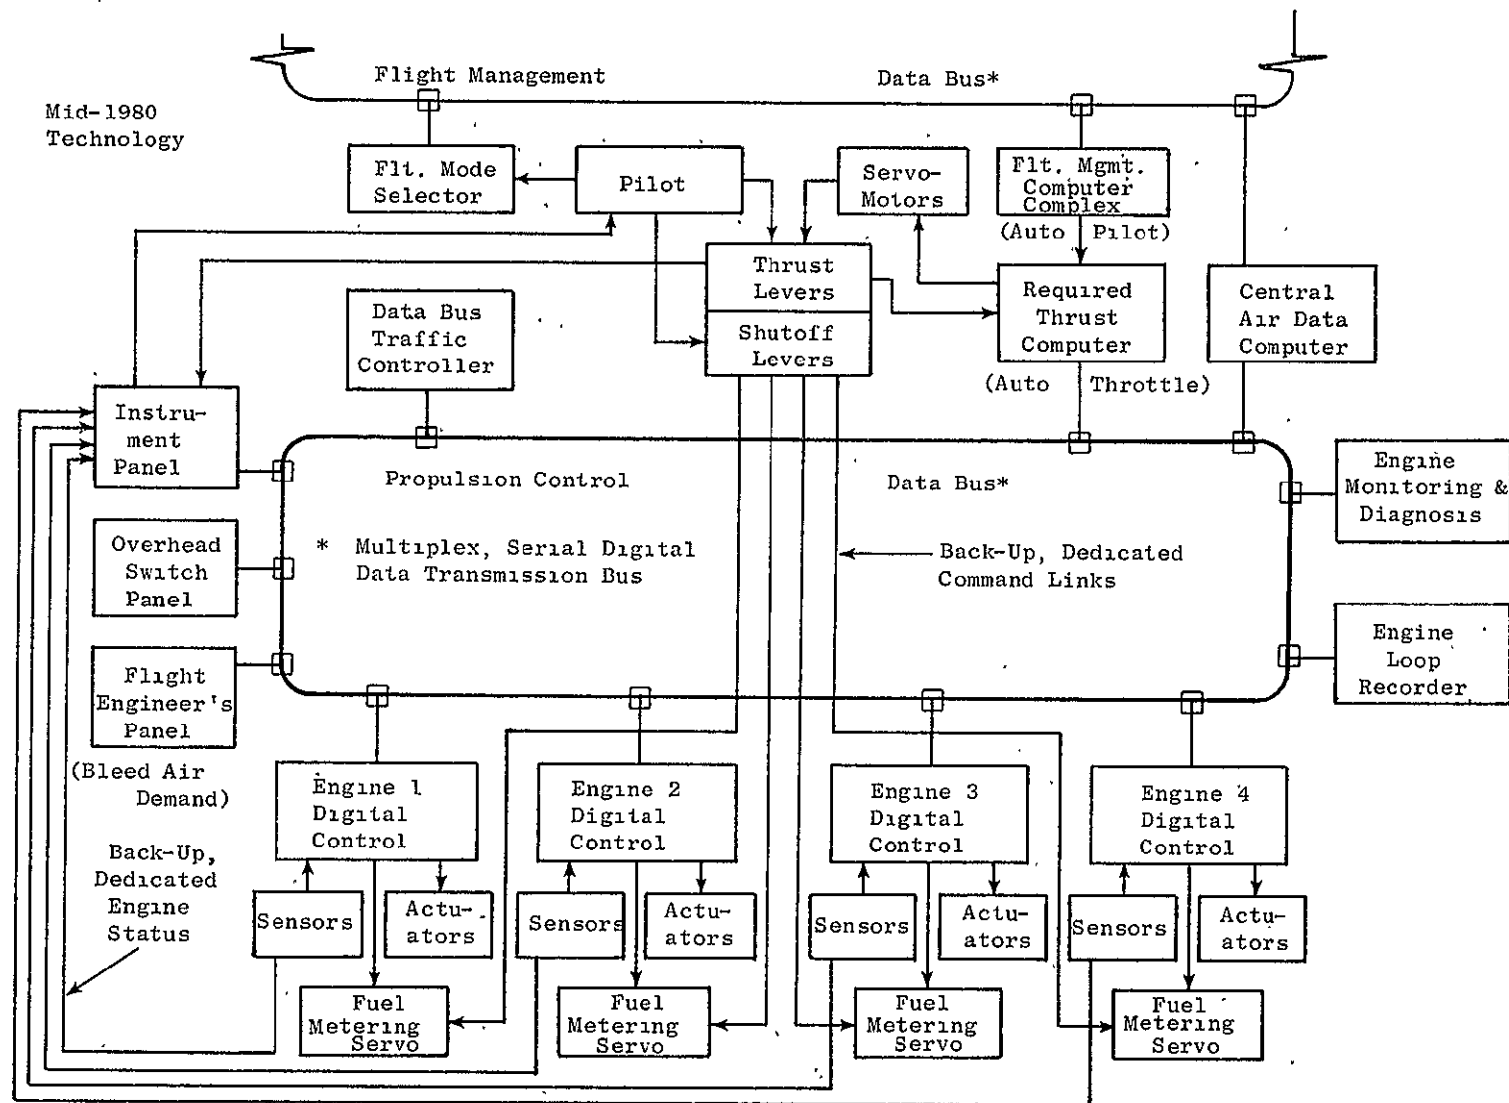 Flight Management Data Bus*
Mid-1980
Technology
Flt. Mode
Selector
Pilot
Servo-
Motors
Flt. Mgmt.
Computer
Complex
(Auto Pilot)
Thrust
Levers
Shutoff
Levers
Required
Thrust
Computer
(Auto Throttle)
Central
Air Data
Computer
Data Bus
Traffic
Controller
Instru-
ment
Panel
Propulsion Control Data Bus*
* Multiplex, Serial Digital
Data Transmission Bus
Back-Up, Dedicated
Command Links
Engine
Monitoring &
Diagnosis
Overhead
Switch
Panel
Engine
Loop
Recorder
Flight
Engineer's
Panel
(Bleed Air
Demand)
Back-Up,
Dedicated
Engine
Status
Engine 1
Digital
Control
Sensors
Actu-
ators
Fuel
Metering
Servo
Engine 2
Digital
Control
Sensors
Actu-
ators
Fuel
Metering
Servo
Engine 3
Digital
Control
Sensors
Actu-
ators
Fuel
Metering
Servo
Engine 4
Digital
Control
Sensors
Actu-
ators
Fuel
Metering
Servo